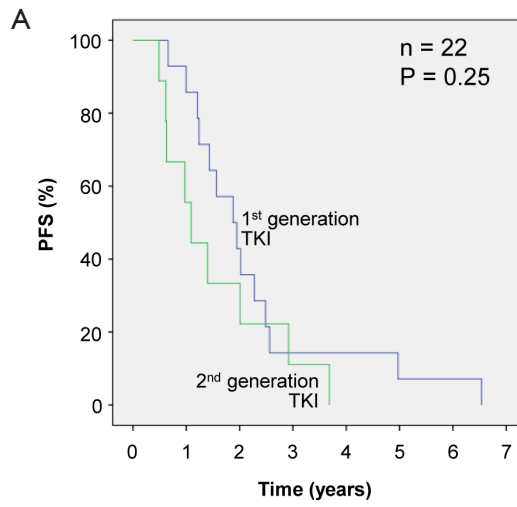 A
n = 22
P = 0.25
100
80
60
40
20
0
PFS (%)
1st generation
TKI
2nd generation
TKI
0 1 2 3 4 5 6 7
Time (years)